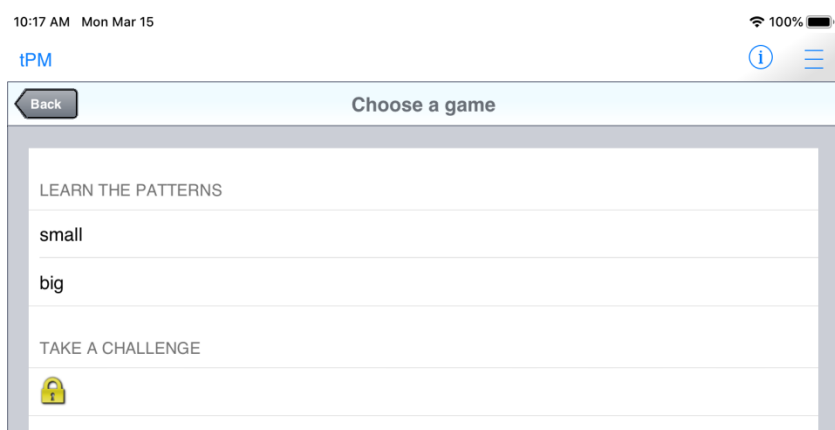 10:17 AM Mon Mar 15 100%
tPM
Back Choose a game
LEARN THE PATTERNS
small
big
TAKE A CHALLENGE